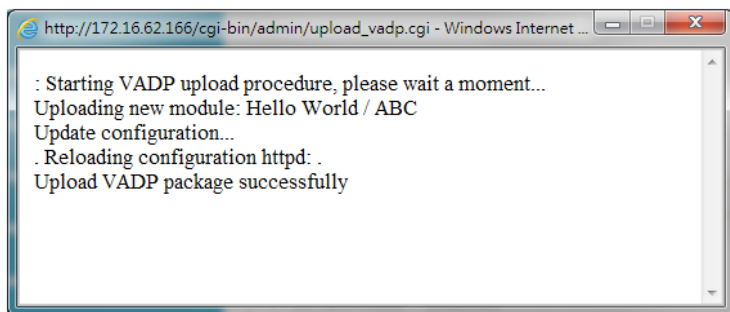 http://172.16.62.166/cgi-bin/admin/upload_vadp.cgi - Windows Internet ...
: Starting VADP upload procedure, please wait a moment...
Uploading new module: Hello World / ABC
Update configuration...
. Reloading configuration httpd: .
Upload VADP package successfully